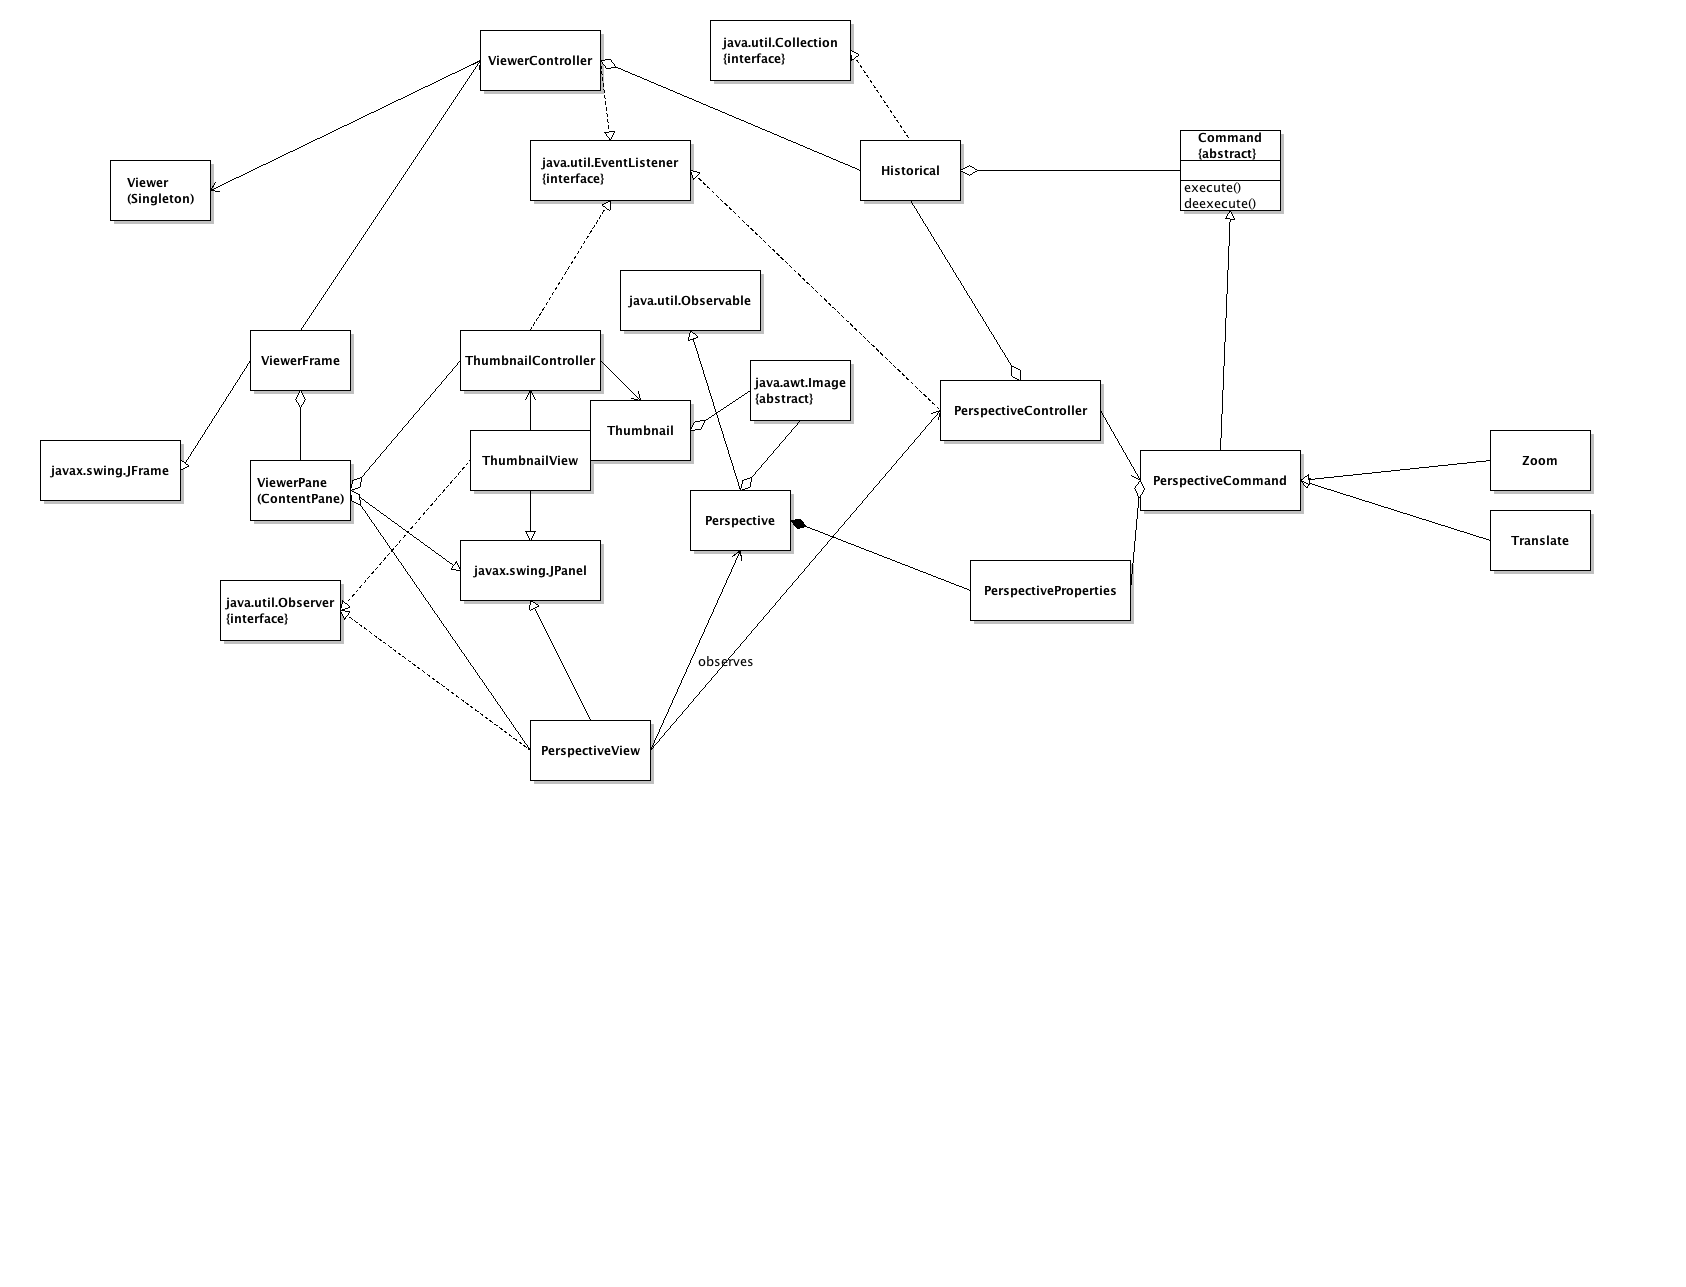 java.util.Collection
{interface}
ViewerController
Command
{abstract}
execute()
deexecute()
java.util.EventListener
{interface}
Historical
Viewer
(Singleton)
java.util.Observable
ViewerFrame
ThumbnailController
java.awt.Image
{abstract}
PerspectiveController
Thumbnail
ThumbnailView
javax.swing.JFrame
ViewerPane
(ContentPane)
Zoom
PerspectiveCommand
Perspective
Translate
javax.swing.JPanel
PerspectiveProperties
java.util.Observer
{interface}
observes
PerspectiveView